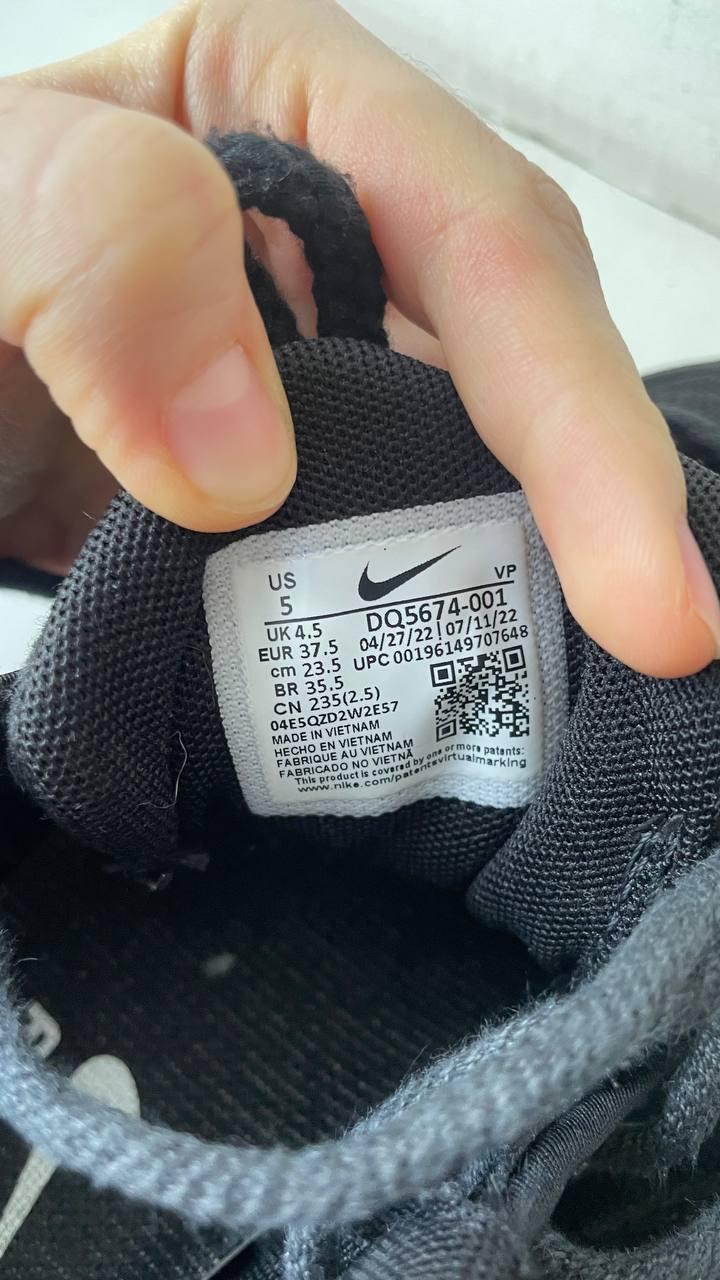 US
5
VP
DQ5674-001
UK 4.5
04/27/22|07/11/22
EUR 37.5
UPC 00196149707648
cm 23.5
BR 35.5
CN 235(2.5)
04E5QZD2W2E57
MADE IN VIETNAM
HECHO EN VIETNAM
FABRIQUE AU VIETNAM
FABRICADO NO VIETNÃ
This product is covered by one or more patents:
www.nike.com/patentsvirtualmarking